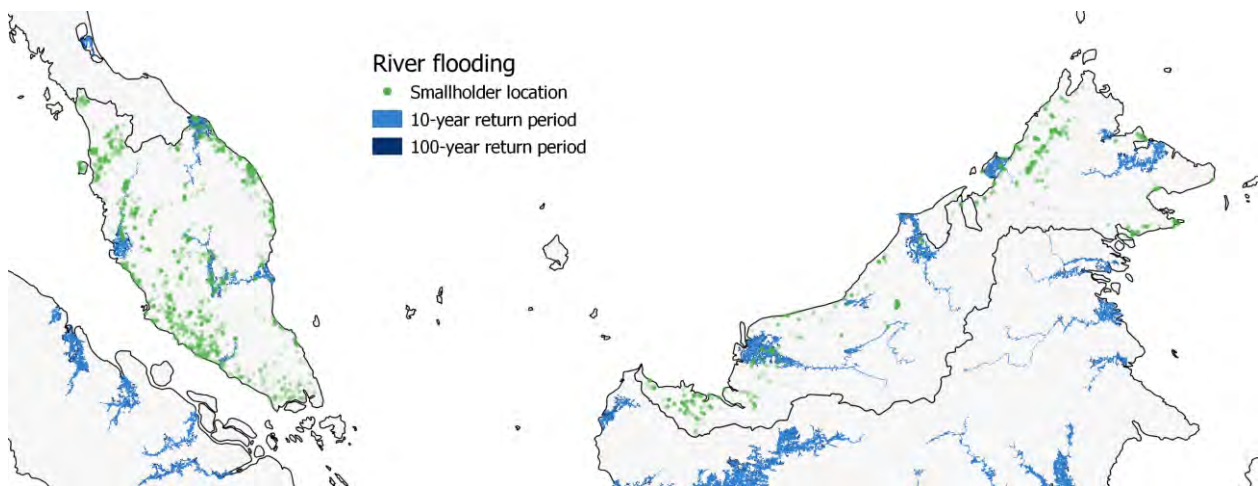 River flooding
Smallholder location
10-year return period
100-year return period